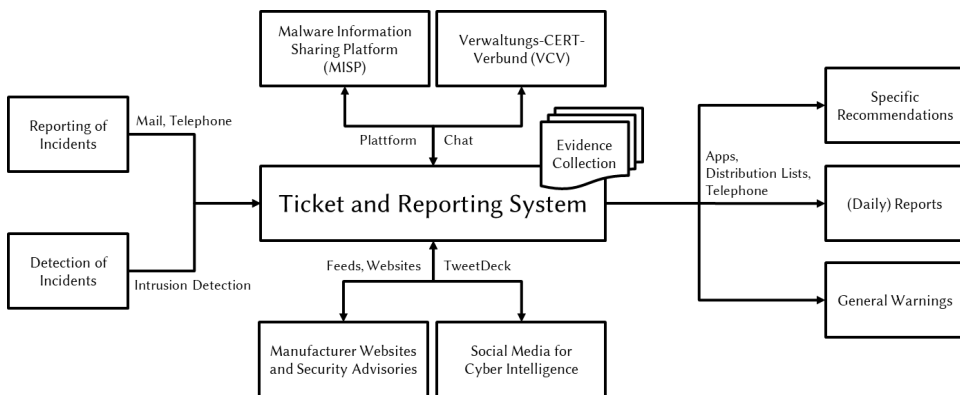 Malware Information
Sharing Platform
(MISP)
Verwaltungs-CERT-
Verbund (VCV)
Reporting of
Incidents
Mail, Telephone
Plattform
Chat
Evidence
Collection
Specific
Recommendations
Apps,
Distribution Lists,
Telephone
Ticket and Reporting System
(Daily) Reports
Detection of
Incidents
Intrusion Detection
Feeds, Websites
TweetDeck
General Warnings
Manufacturer Websites
and Security Advisories
Social Media for
Cyber Intelligence